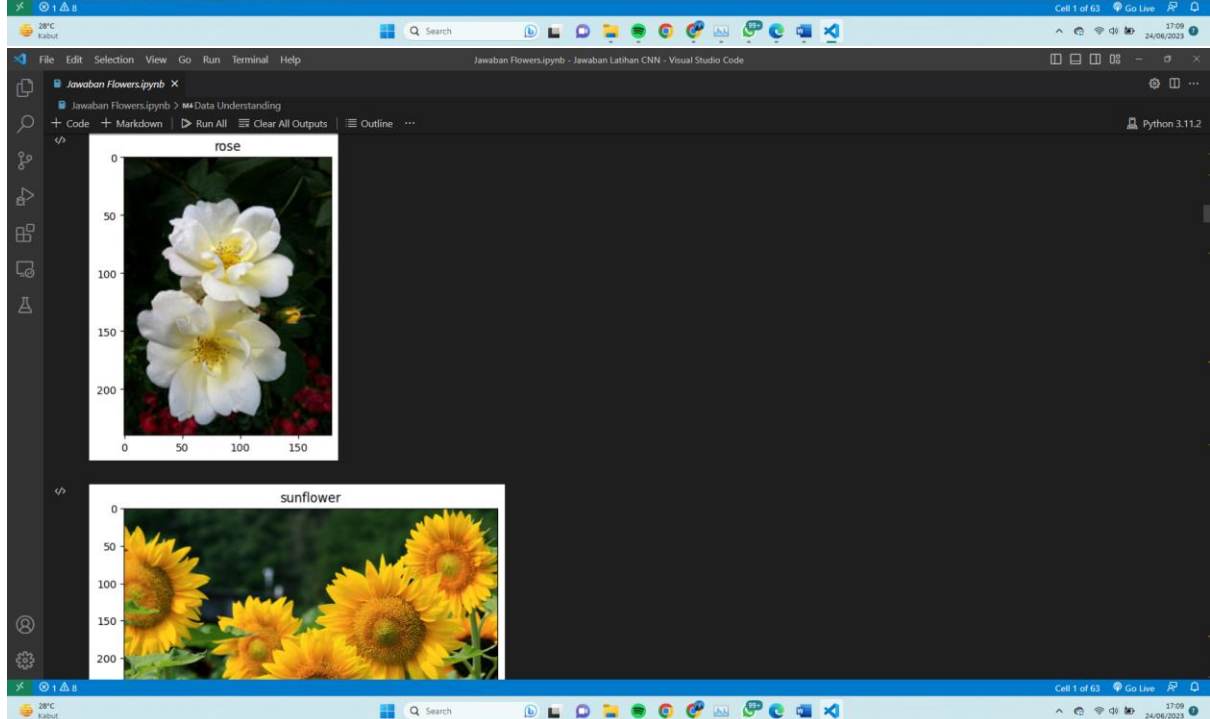 1 8
Cell 1 of 63 Go Live
28°C
Kabut
Search
99+
17:09
24/06/2023
File Edit Selection View Go Run Terminal Help
Jawaban Flowers.ipynb - Jawaban Latihan CNN - Visual Studio Code
Jawaban Flowers.ipynb
Jawaban Flowers.ipynb > M↓Data Understanding
+ Code + Markdown Run All Clear All Outputs Outline ...
Python 3.11.2
rose
0
50
100
150
200
0 50 100 150
sunflower
0
50
100
150
200
1 8
Cell 1 of 63 Go Live
28°C
Kabut
Search
99+
17:09
24/06/2023